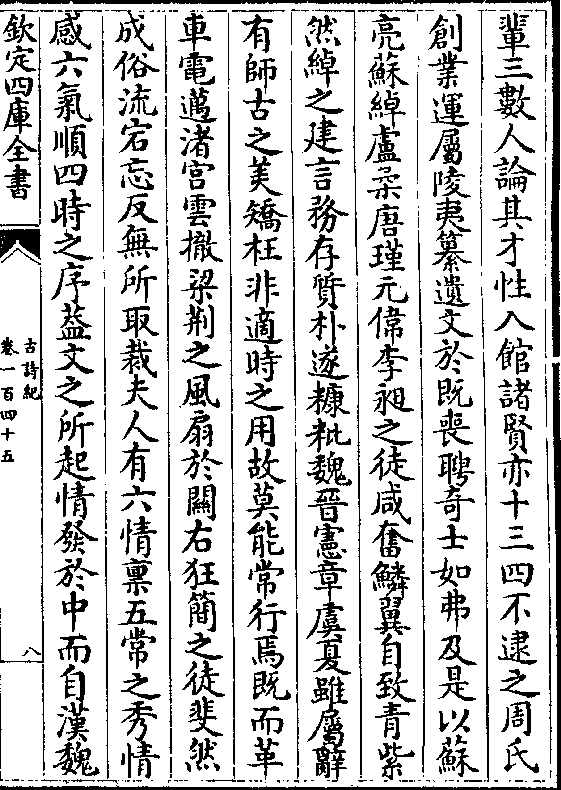 輩三數人論其才性入館諸賢亦十三四不逮之周氏
創業運屬陵夷纂遺文於既喪聘奇士如弗及是以蘇
亮蘇綽盧柔唐瑾元偉李昶之徒咸奮鱗翼自致青紫
然綽之建言務存質朴遂糠粃魏晉憲章虞夏雖屬辭
有師古之美矯枉非適時之用故莫能常行焉既而革
車電邁渚宮雲撤梁荆之風扇於關右狂簡之徒斐然
成俗流宕忘反無所取裁夫人有六情禀五常之秀情
感六氣順四時之序葢文之所起情發於中而自漢魏
欽定四庫全書
古詩紀
卷一百四十五
八